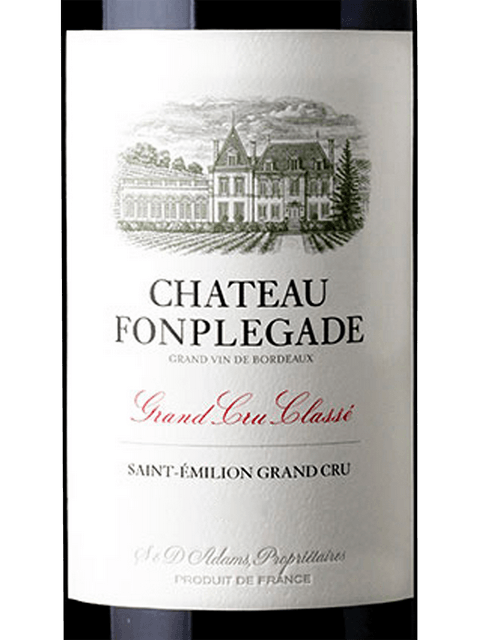 CHATEAU
FONPLEGADE
GRAND VIN DE BORDEAUX
Grand Cru Classé
SAINT-ÉMILION GRAND CRU
S & D Adams, Propriétaires
PRODUIT DE FRANCE